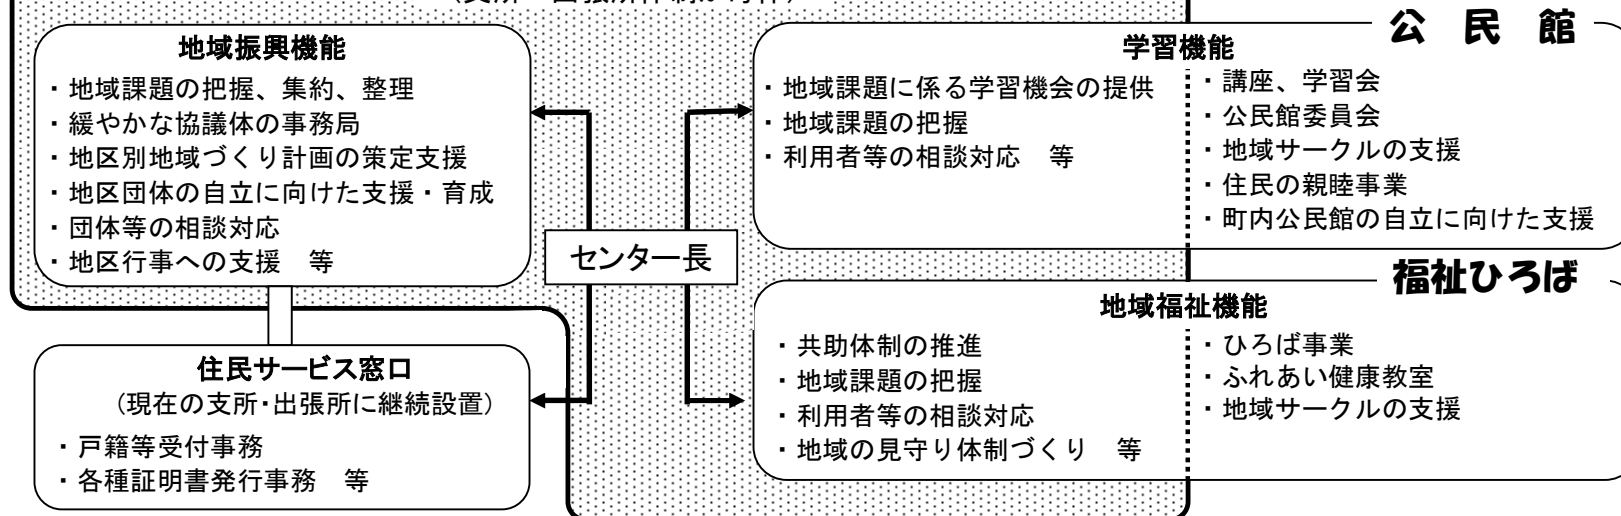 地域振興機能
・地域課題の把握、集約、整理
・緩やかな協議体の事務局
・地区別地域づくり計画の策定支援
・地区団体の自立に向けた支援・育成
・団体等の相談対応
・地区行事への支援　等
住民サービス窓口
（現在の支所・出張所に継続設置）
・戸籍等受付事務
・各種証明書発行事務　等
センター長
公　民　館
学習機能
・地域課題に係る学習機会の提供
・地域課題の把握
・利用者等の相談対応　等
・講座、学習会
・公民館委員会
・地域サークルの支援
・住民の親睦事業
・町内公民館の自立に向けた支援
福祉ひろば
地域福祉機能
・共助体制の推進
・地域課題の把握
・利用者等の相談対応
・地域の見守り体制づくり　等
・ひろば事業
・ふれあい健康教室
・地域サークルの支援